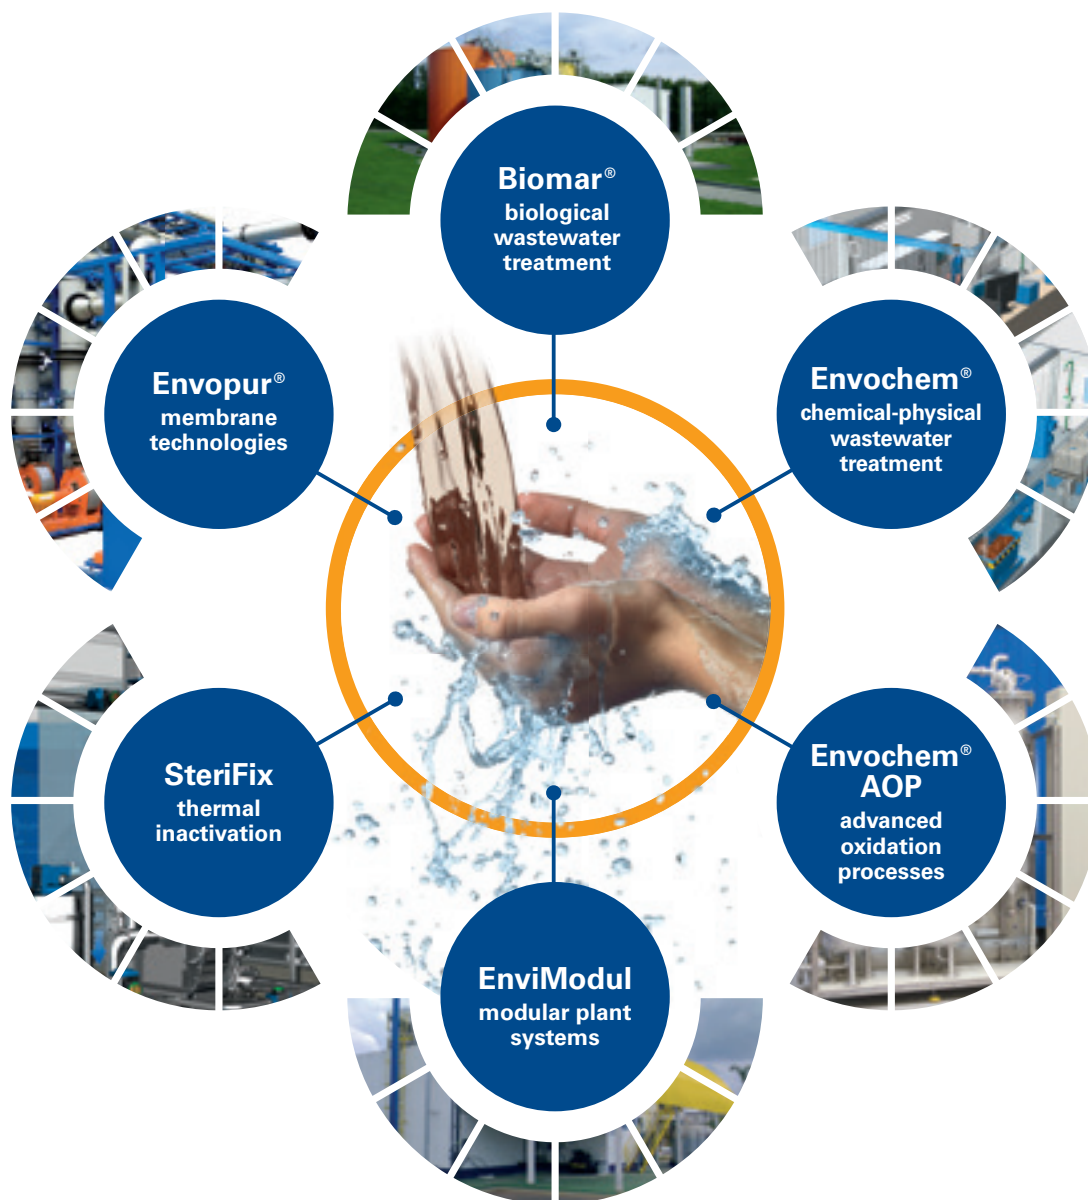 Biomar®
biological
wastewater
treatment
Envopur®
membrane
technologies
Envochem®
chemical-physical
wastewater
treatment
SteriFix
thermal
inactivation
Envochem®
AOP
advanced
oxidation
processes
EnviModul
modular plant
systems